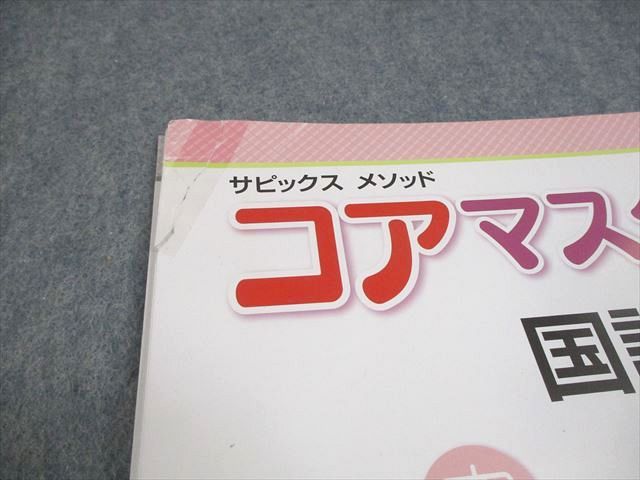 サピックス メソッド
コアマス
国